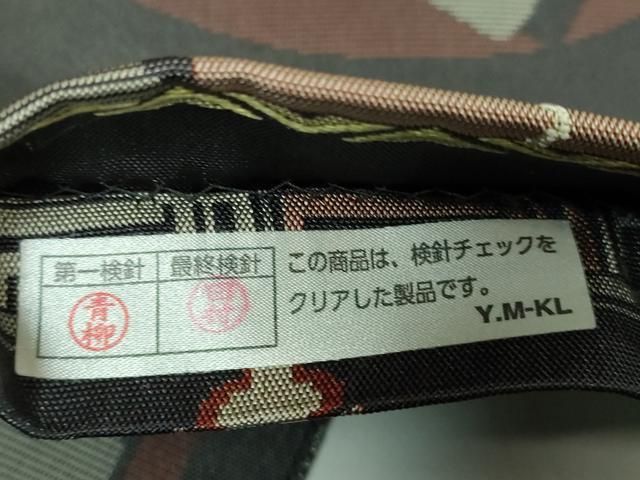 第一検針 最終検針
青柳
この商品は、検針チェックを
クリアした製品です。
Y.M-KL